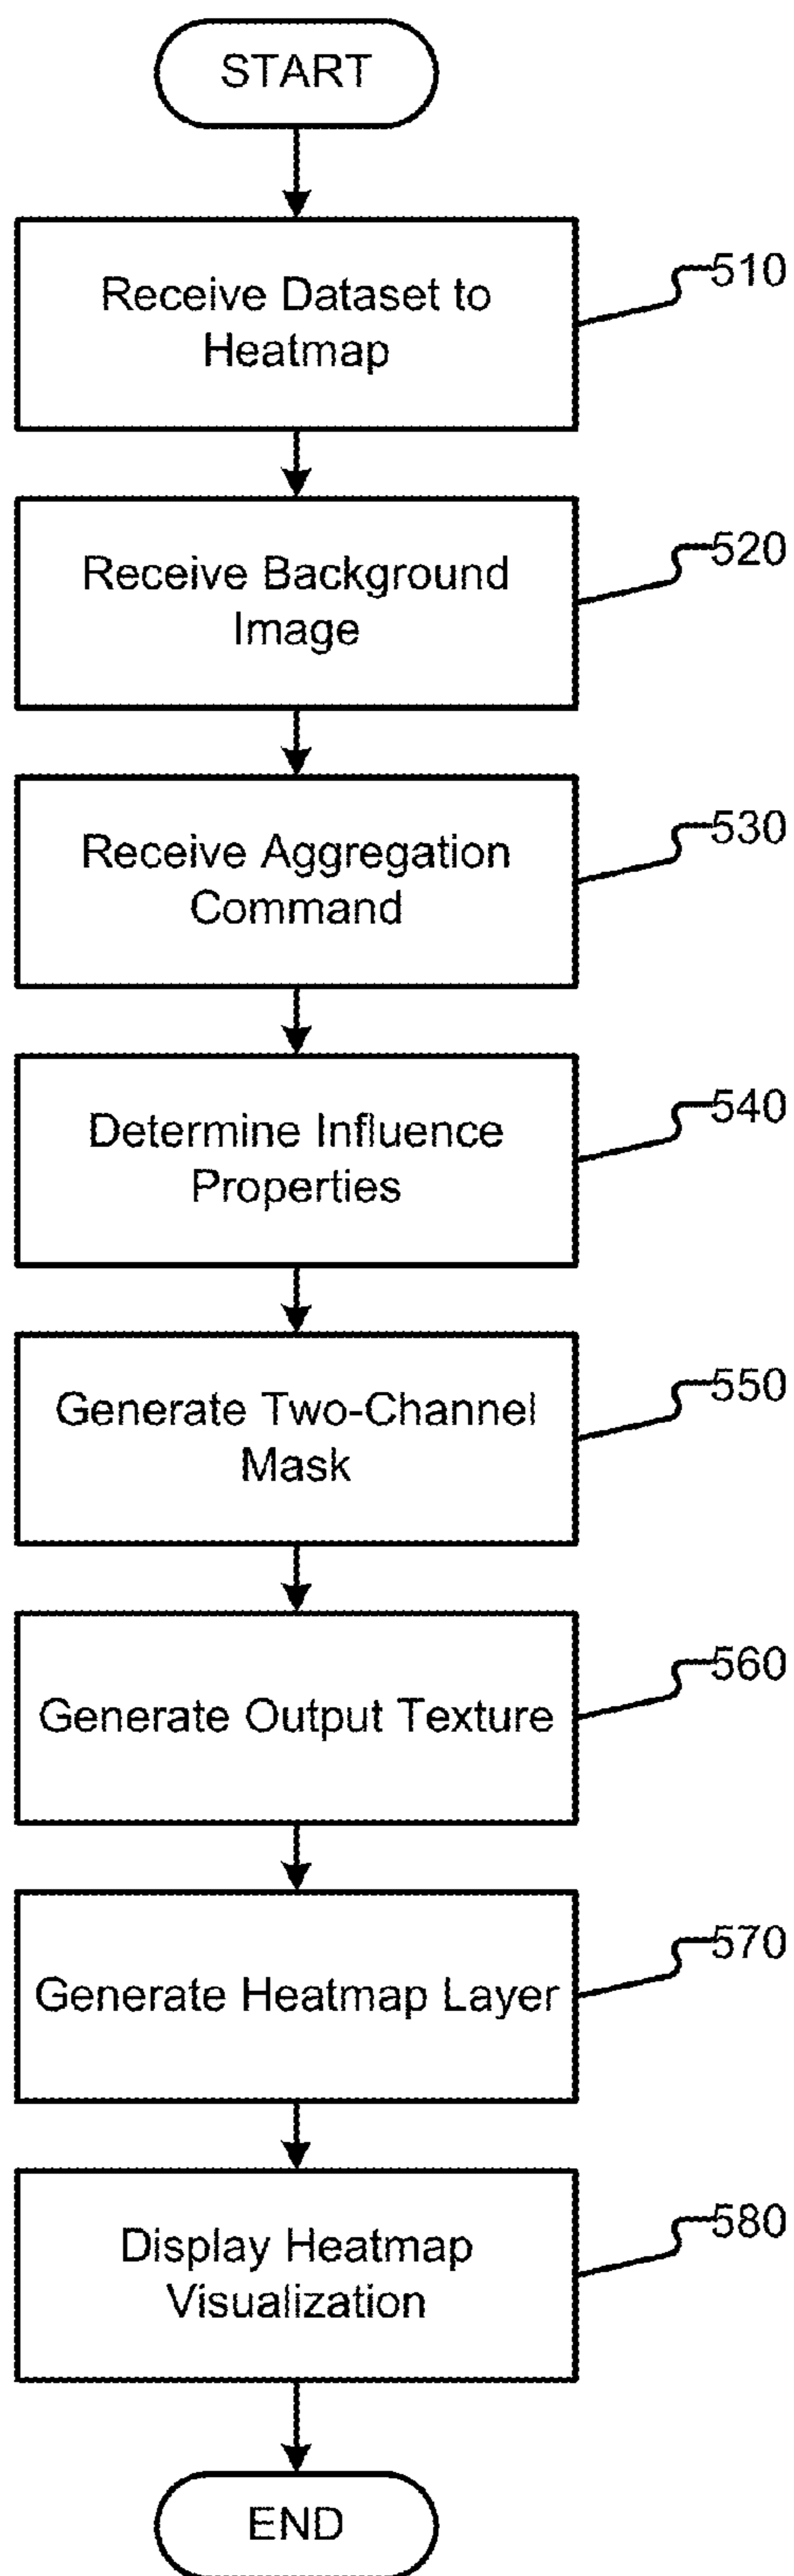 START
Receive Dataset to
Heatmap
510
Receive Background
Image
520
Receive Aggregation
Command
530
Determine Influence
Properties
540
Generate Two-Channel
Mask
550
Generate Output Texture
560
Generate Heatmap Layer
570
Display Heatmap
Visualization
580
END